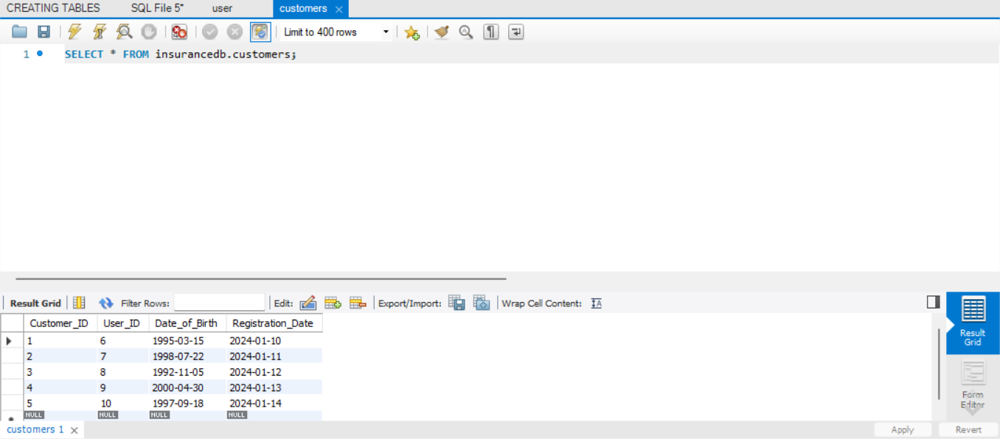 CREATING TABLES SQL File 5* user customers
Limit to 400 rows
1 SELECT * FROM insurancedb.customers;
Result Grid Filter Rows: Edit: Export/Import: Wrap Cell Content:
Customer_ID User_ID Date_of_Birth Registration_Date
1 6 1995-03-15 2024-01-10
2 7 1998-07-22 2024-01-11
3 8 1992-11-05 2024-01-12
4 9 2000-04-30 2024-01-13
5 10 1997-09-18 2024-01-14
NULL NULL NULL NULL
Result
Grid
Form
Editor
customers 1 Apply Revert